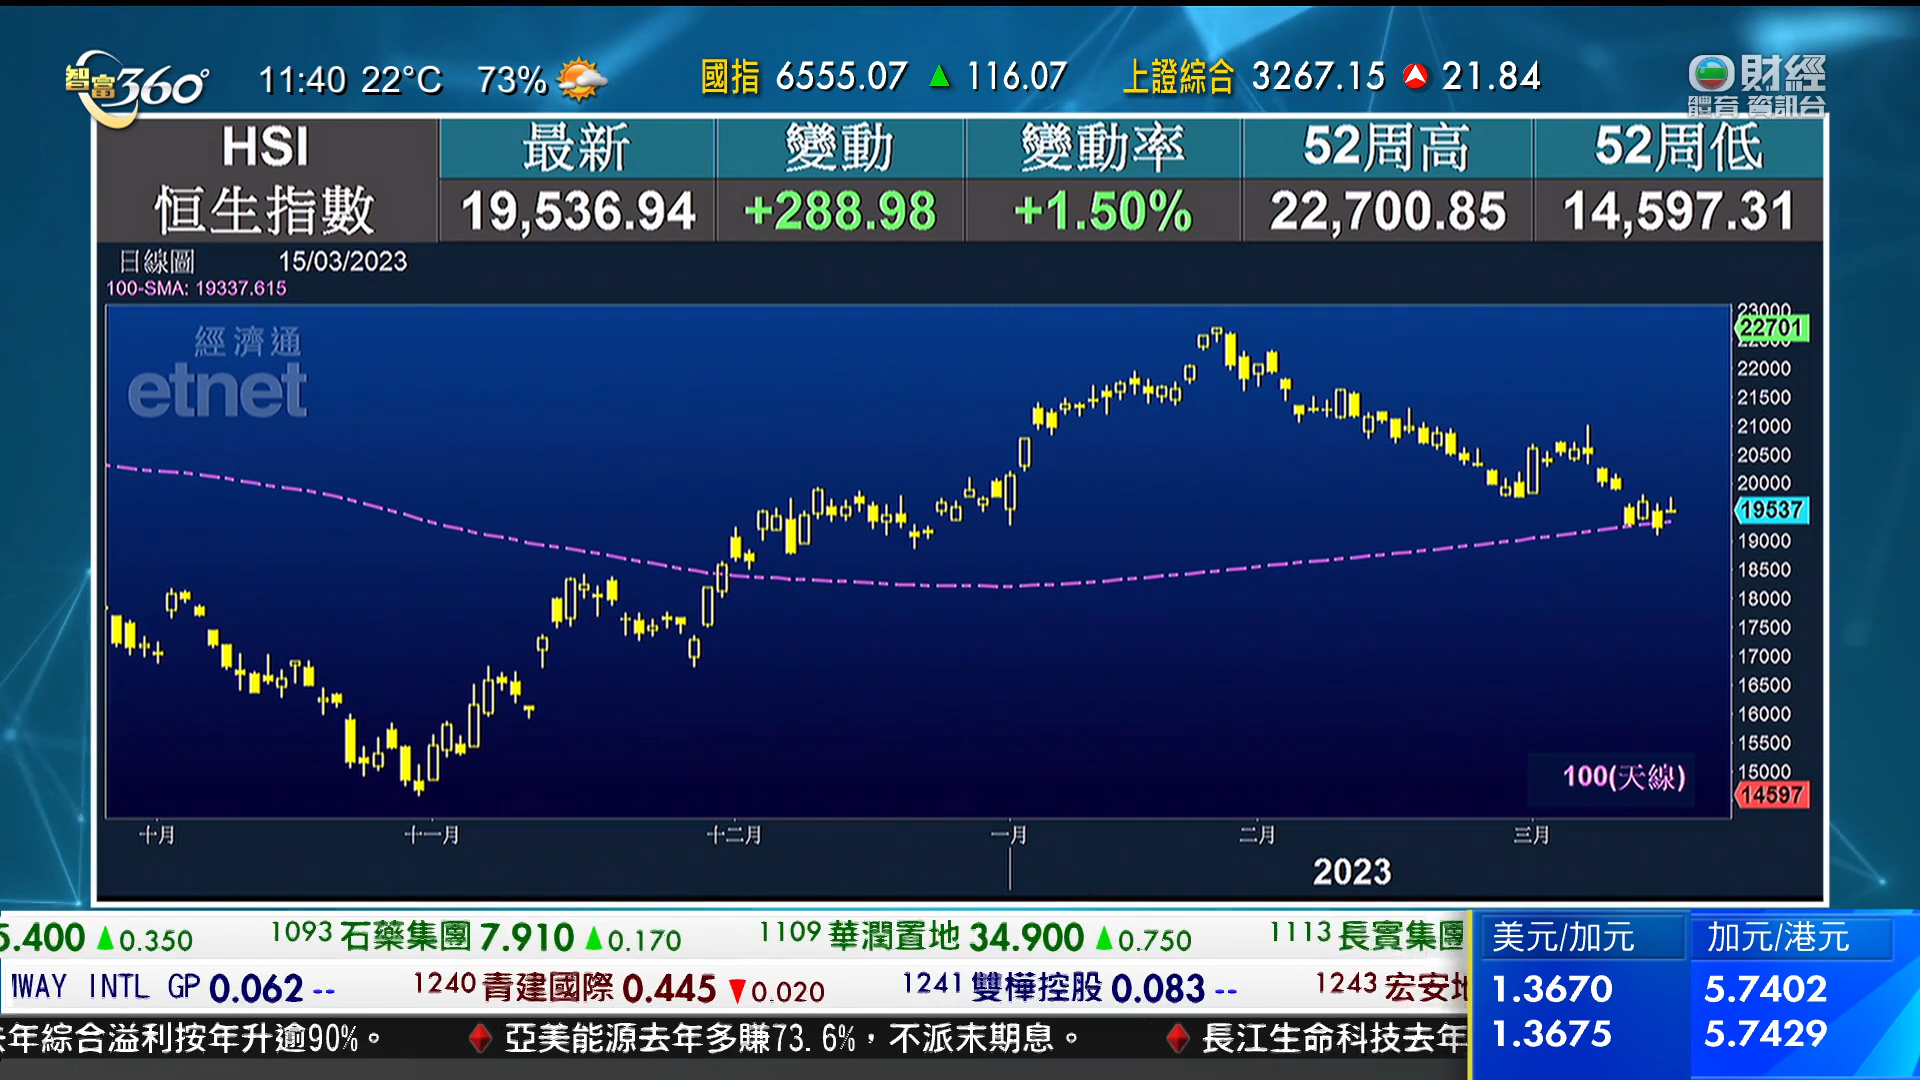 智富360°
11:40 22°C 73%
國指 6555.07 ▲ 116.07
上證綜合 3267.15 21.84
財經
體育 資訊台
HSI
恒生指數
最新 變動 變動率 52周高 52周低
19,536.94 +288.98 +1.50% 22,700.85 14,597.31
日線圖 15/03/2023
100-SMA: 19337.615
經濟通
etnet
23000
22701
22000
21500
21000
20500
20000
19537
19000
18500
18000
17500
17000
16500
16000
15500
15000
14597
100(天線)
十月 十一月 十二月 一月 二月 三月
2023
5.400 ▲0.350 1093 石藥集團 7.910 ▲0.170 1109 華潤置地 34.900 ▲0.750 1113 長實集團
WAY INTL GP 0.062 -- 1240 青建國際 0.445 ▼0.020 1241 雙樺控股 0.083 -- 1243 宏安地
去年綜合溢利按年升逾90%。 ♦ 亞美能源去年多賺73.6%,不派末期息。 ♦ 長江生命科技去年
美元/加元 加元/港元
1.3670 5.7402
1.3675 5.7429